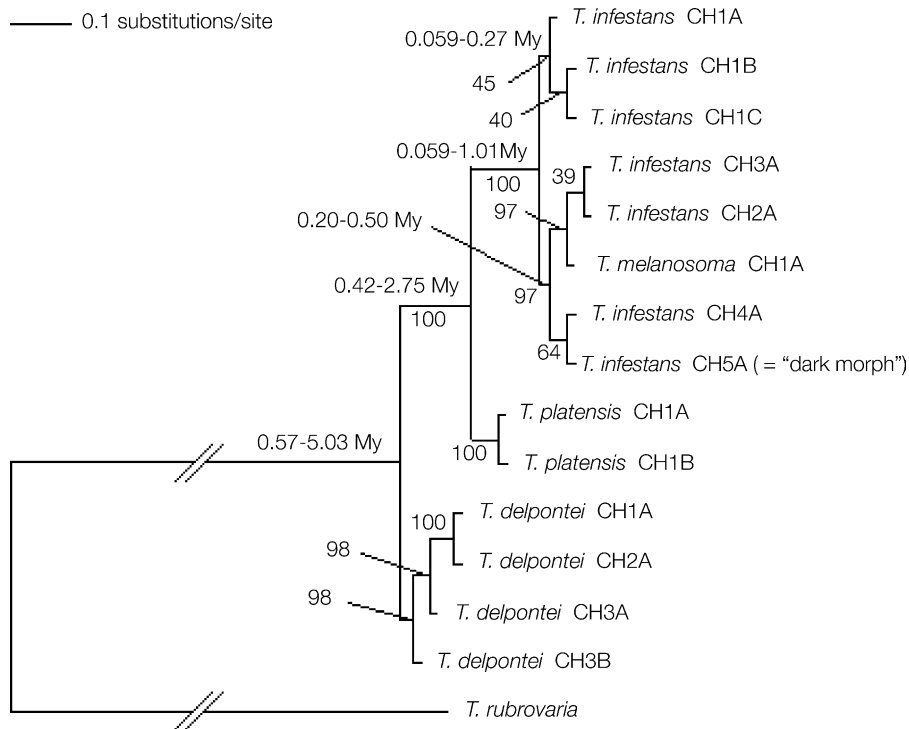 0.1 substitutions/site
T. infestans CH1A
0.059-0.27 My
T. infestans CH1B
45
40
T. infestans CH1C
0.059-1.01My
100
39
T. infestans CH3A
97
T. infestans CH2A
0.20-0.50 My
T. melanosoma CH1A
0.42-2.75 My
97
100
T. infestans CH4A
64
T. infestans CH5A ( = “dark morph”)
T. platensis CH1A
0.57-5.03 My
100
T. platensis CH1B
100
T. delpontei CH1A
98
T. delpontei CH2A
98
T. delpontei CH3A
T. delpontei CH3B
T. rubrovaria